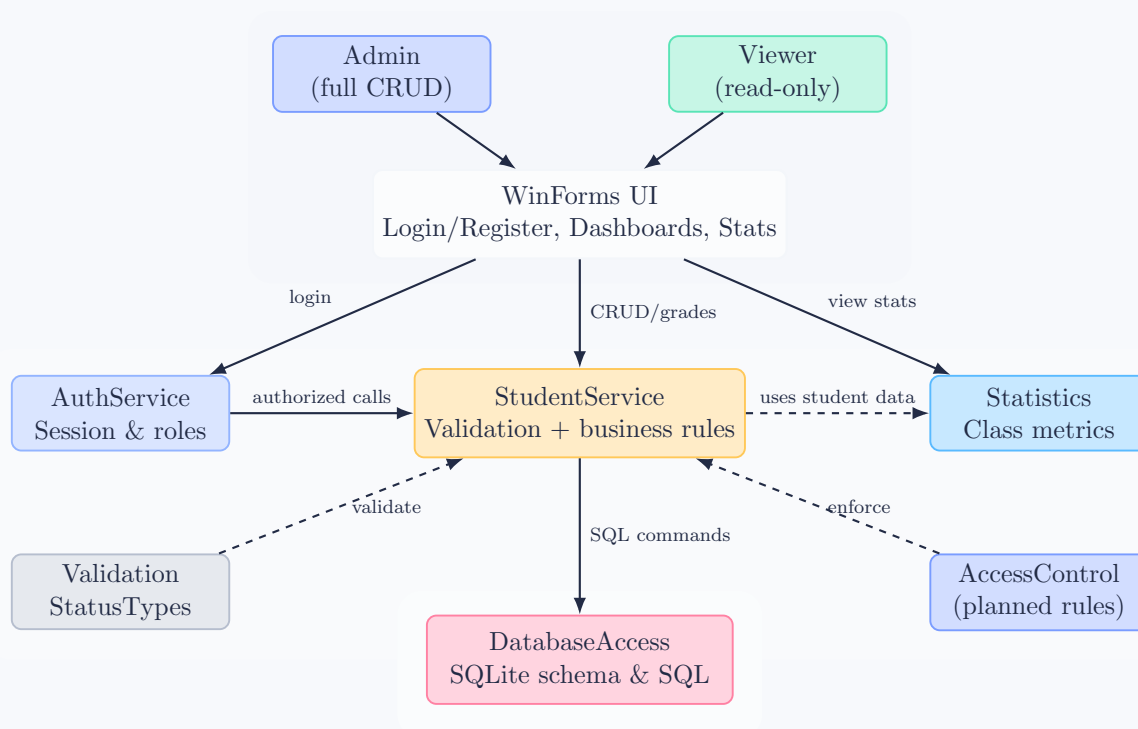 Admin
(full CRUD)
Viewer
(read-only)
WinForms UI
Login/Register, Dashboards, Stats
login
CRUD/grades
view stats
AuthService
Session & roles
authorized calls
StudentService
Validation + business rules
uses student data
Statistics
Class metrics
validate
enforce
SQL commands
Validation
StatusTypes
AccessControl
(planned rules)
DatabaseAccess
SQLite schema & SQL